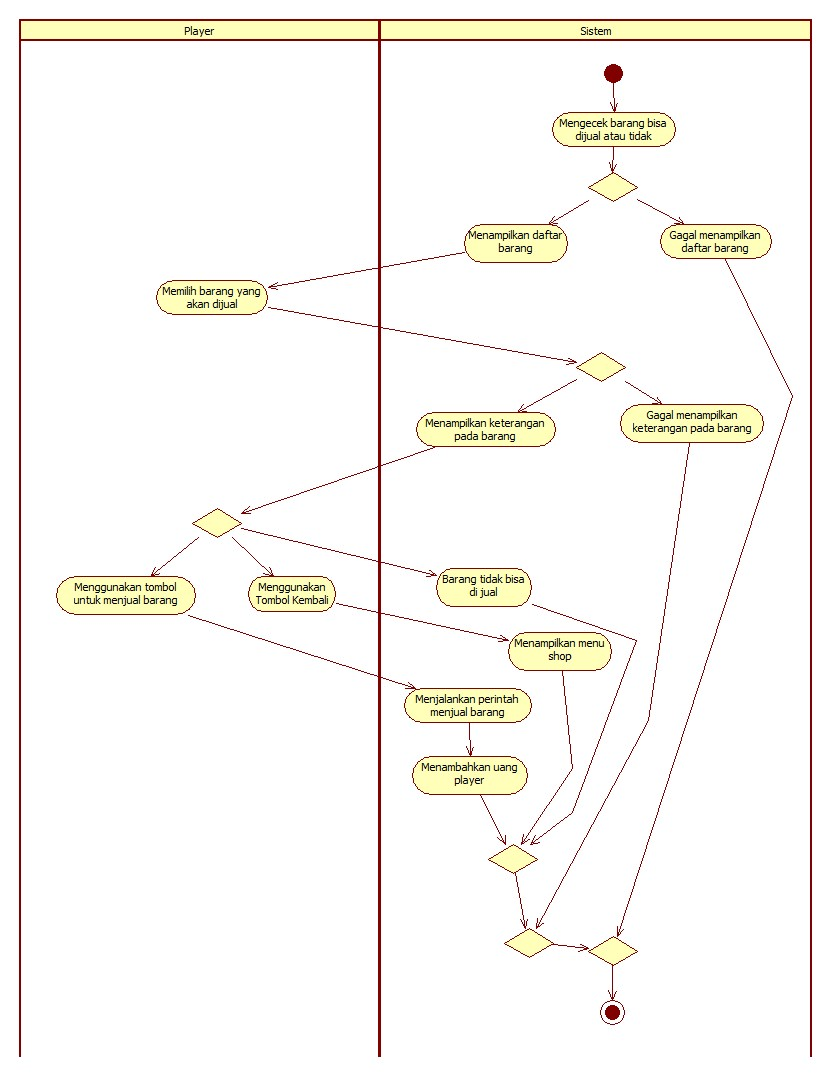 Player
Sistem
Mengecek barang bisa
dijual atau tidak
Menampilkan daftar
barang
Gagal menampilkan
daftar barang
Memilih barang yang
akan dijual
Menampilkan keterangan
pada barang
Gagal menampilkan
keterangan pada barang
Menggunakan tombol
untuk menjual barang
Menggunakan
Tombol Kembali
Barang tidak bisa
di jual
Menampilkan menu
shop
Menjalankan perintah
menjual barang
Menambahkan uang
player